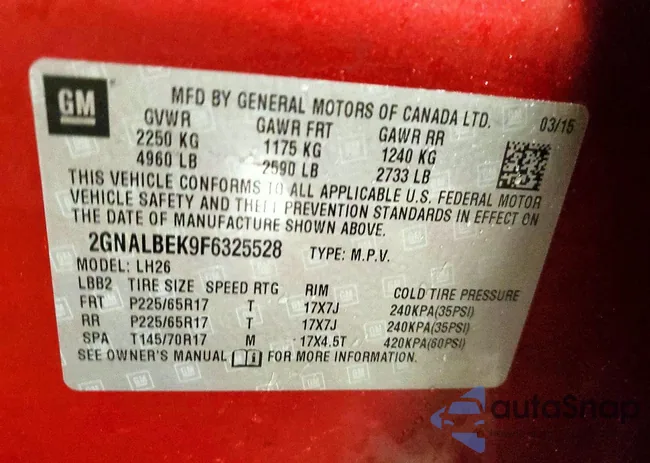 GM
MFD BY GENERAL MOTORS OF CANADA LTD.
03/15
GVWR GAWR FRT GAWR RR
2250 KG 1175 KG 1240 KG
4960 LB 2590 LB 2733 LB
THIS VEHICLE CONFORMS TO ALL APPLICABLE U.S. FEDERAL MOTOR
VEHICLE SAFETY AND THEFT PREVENTION STANDARDS IN EFFECT ON
THE DATE OF MANUFACTURE SHOWN ABOVE.
2GNALBEK9F6325528 TYPE: M.P.V.
MODEL: LH26
LBB2 TIRE SIZE SPEED RTG RIM COLD TIRE PRESSURE
FRT P225/65R17 T 17X7J 240KPA(35PSI)
RR P225/65R17 T 17X7J 240KPA(35PSI)
SPA T145/70R17 M 17X4.5T 420KPA(60PSI)
SEE OWNER'S MANUAL FOR MORE INFORMATION.
autoSnap